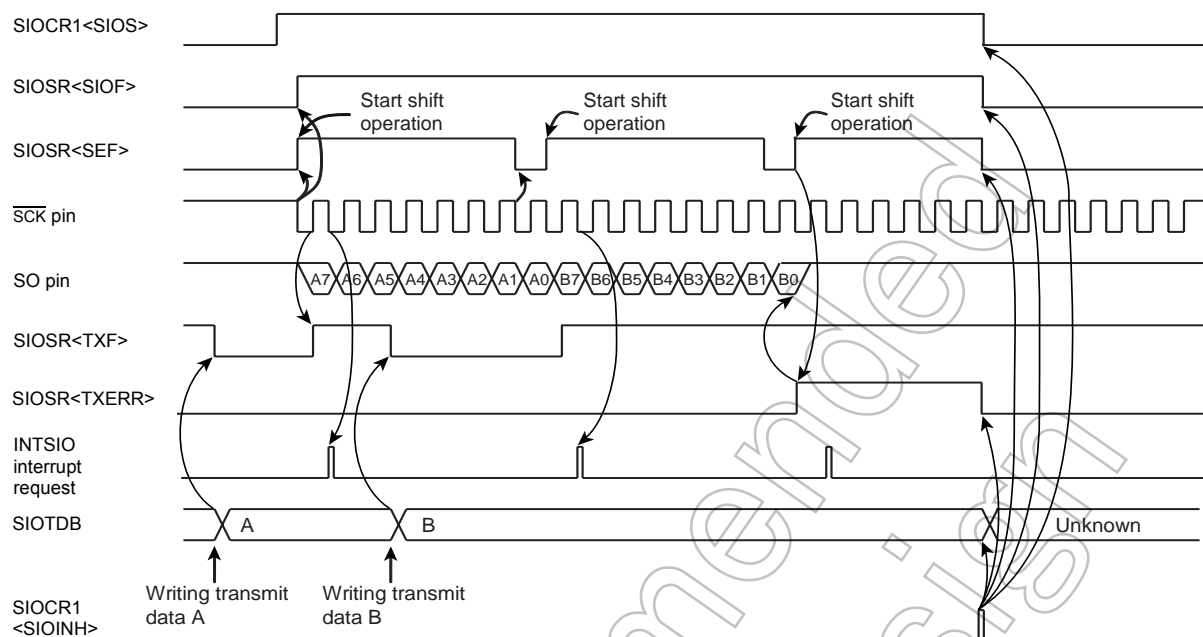 SIOCR1<SIOS>
SIOSR<SIOF>
Start shift
operation
Start shift
operation
Start shift
operation
SIOSR<SEF>
SCK pin
SO pin
A7 A6 A5 A4 A3 A2 A1 A0 B7 B6 B5 B4 B3 B2 B1 B0
SIOSR<TXF>
SIOSR<TXERR>
INTSIO
interrupt
request
SIOTDB
A
B
Unknown
Writing transmit
data A
Writing transmit
data B
SIOCR1
<SIOINH>
mended
sign